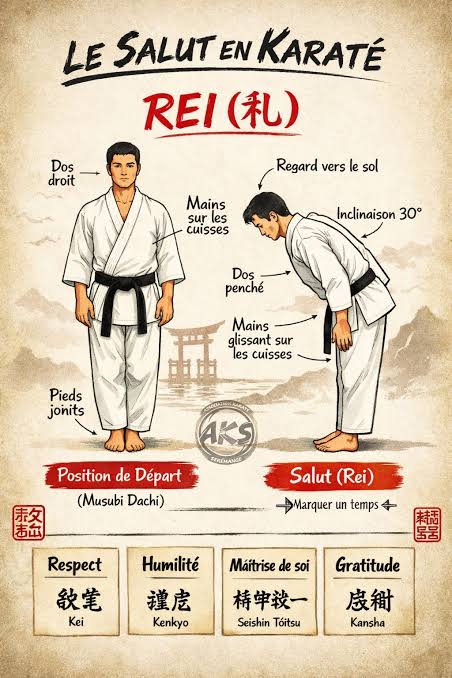 LE SALUT EN KARATÉ
REI (礼)
Dos
droit
Mains
sur les
cuisses
Pieds
jonits
Regard vers le sol
Inclinaison 30°
Dos
penché
Mains
glissant sur
les cuisses
AKS
Position de Départ
(Musubi Dachi)
Salut (Rei)
Marquer un temps
Respect
Kei
Humilité
Kenkyo
Máitrise de soi
Seishin Tóitsu
Gratitude
Kansha